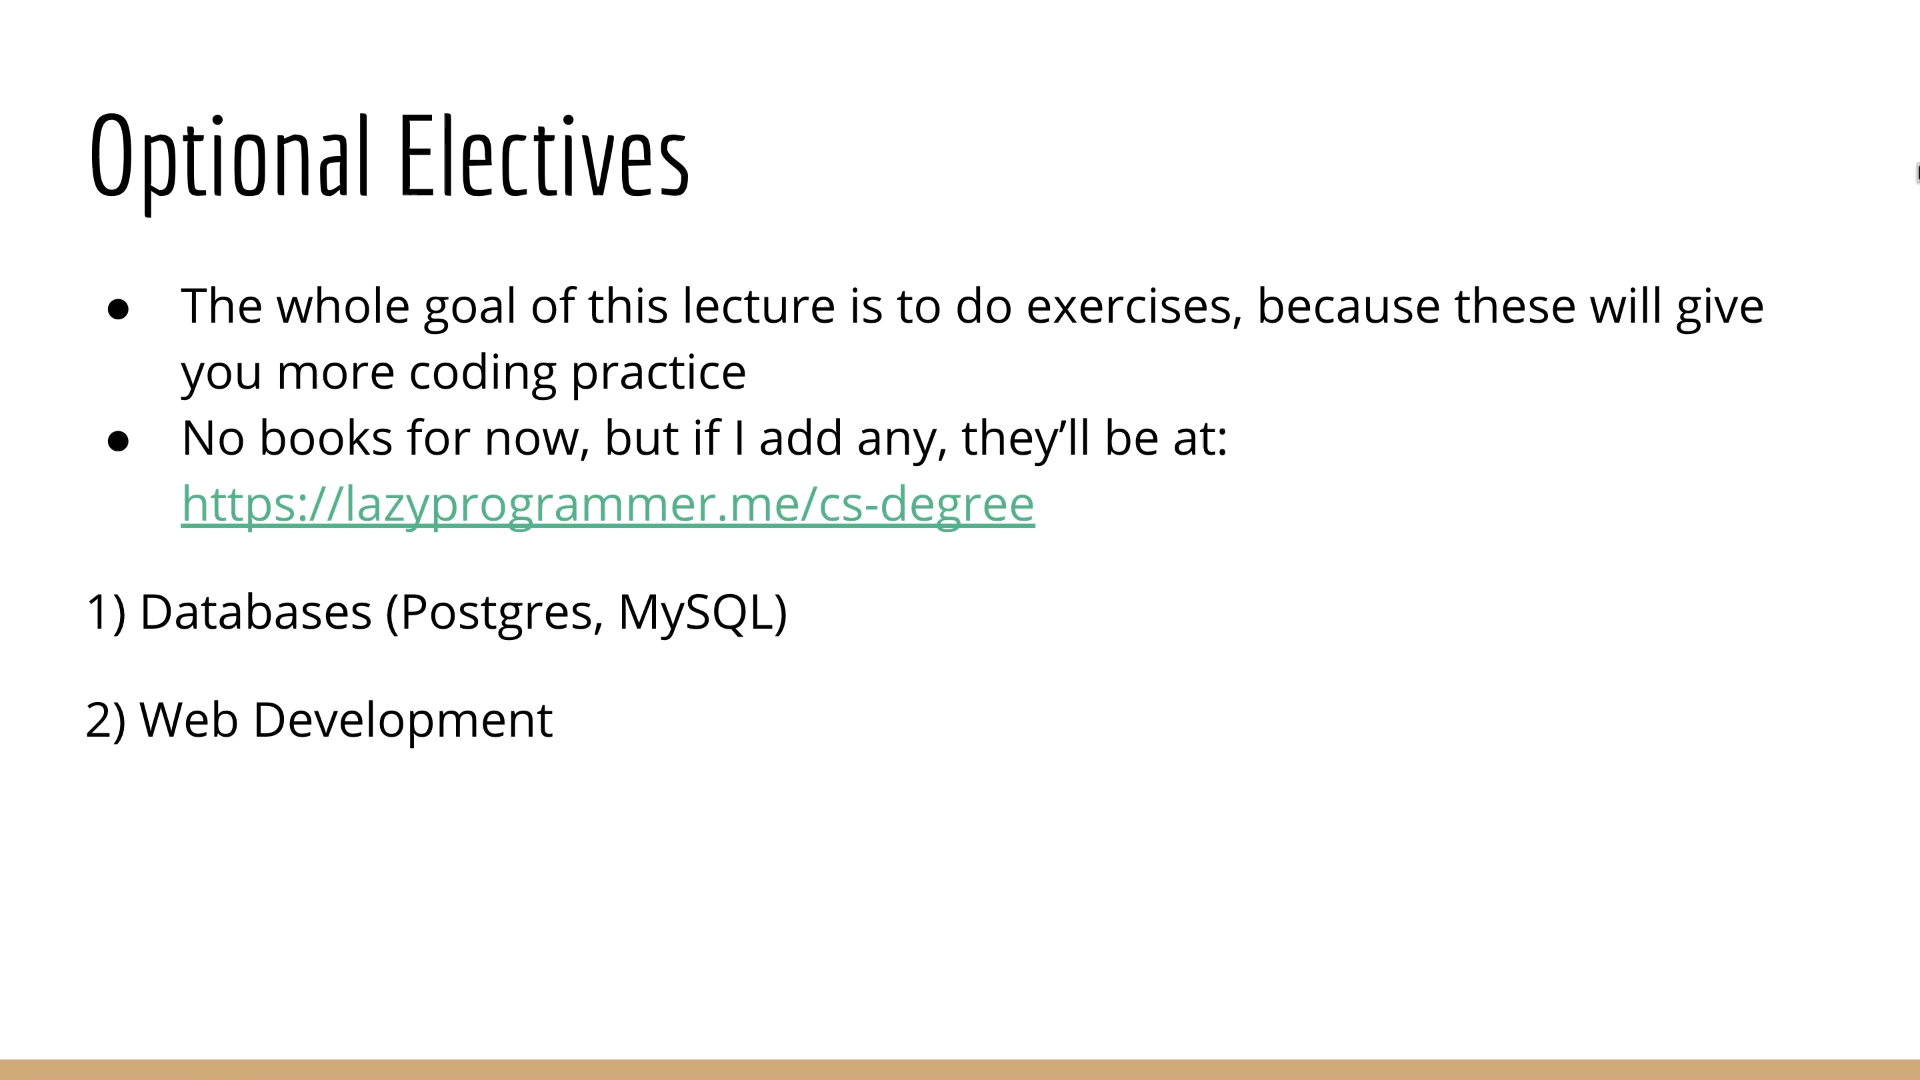 Optional Electives
● The whole goal of this lecture is to do exercises, because these will give
you more coding practice
● No books for now, but if I add any, they’ll be at:
https://lazyprogrammer.me/cs-degree
1) Databases (Postgres, MySQL)
2) Web Development